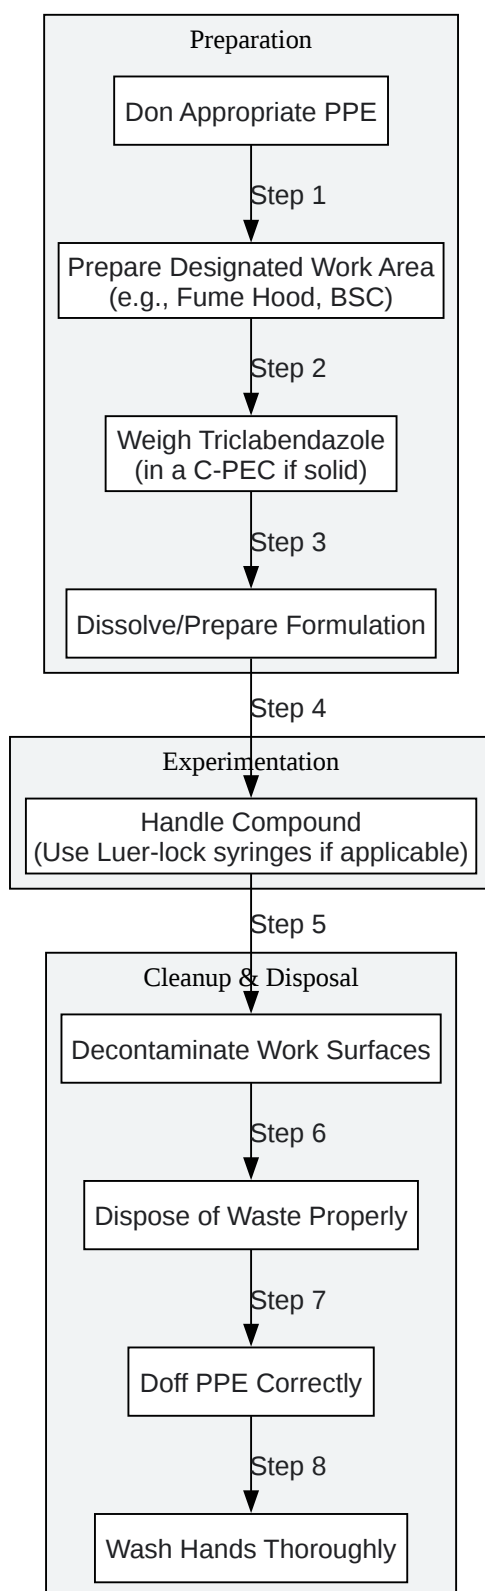 Preparation
Don Appropriate PPE
Step 1
Prepare Designated Work Area
(e.g., Fume Hood, BSC)
Step 2
Weigh Triclabendazole
(in a C-PEC if solid)
Step 3
Dissolve/Prepare Formulation
Step 4
Experimentation
Handle Compound
(Use Luer-lock syringes if applicable)
Step 5
Cleanup & Disposal
Decontaminate Work Surfaces
Step 6
Dispose of Waste Properly
Step 7
Doff PPE Correctly
Step 8
Wash Hands Thoroughly